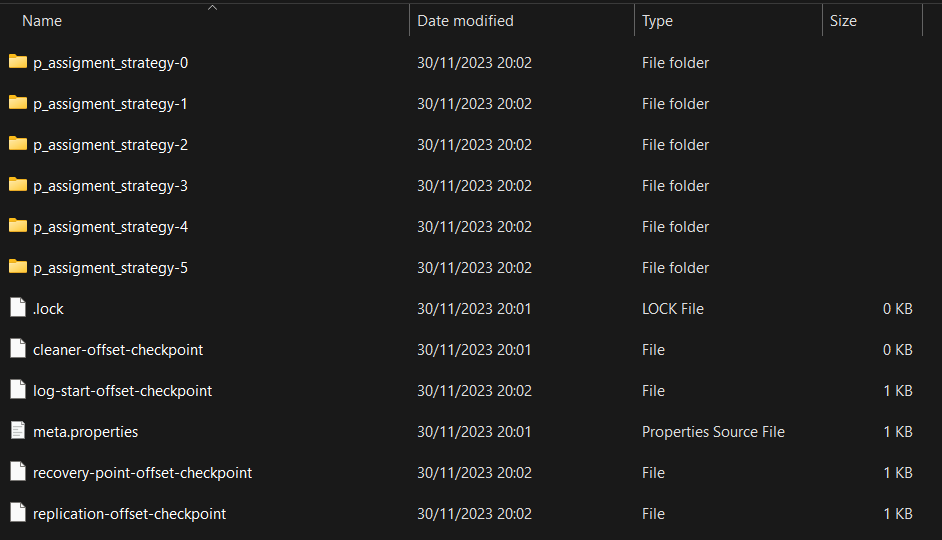 Name Date modified Type Size
p_assigment_strategy-0 30/11/2023 20:02 File folder
p_assigment_strategy-1 30/11/2023 20:02 File folder
p_assigment_strategy-2 30/11/2023 20:02 File folder
p_assigment_strategy-3 30/11/2023 20:02 File folder
p_assigment_strategy-4 30/11/2023 20:02 File folder
p_assigment_strategy-5 30/11/2023 20:02 File folder
.lock 30/11/2023 20:01 LOCK File 0 KB
cleaner-offset-checkpoint 30/11/2023 20:01 File 0 KB
log-start-offset-checkpoint 30/11/2023 20:02 File 1 KB
meta.properties 30/11/2023 20:01 Properties Source File 1 KB
recovery-point-offset-checkpoint 30/11/2023 20:02 File 1 KB
replication-offset-checkpoint 30/11/2023 20:02 File 1 KB